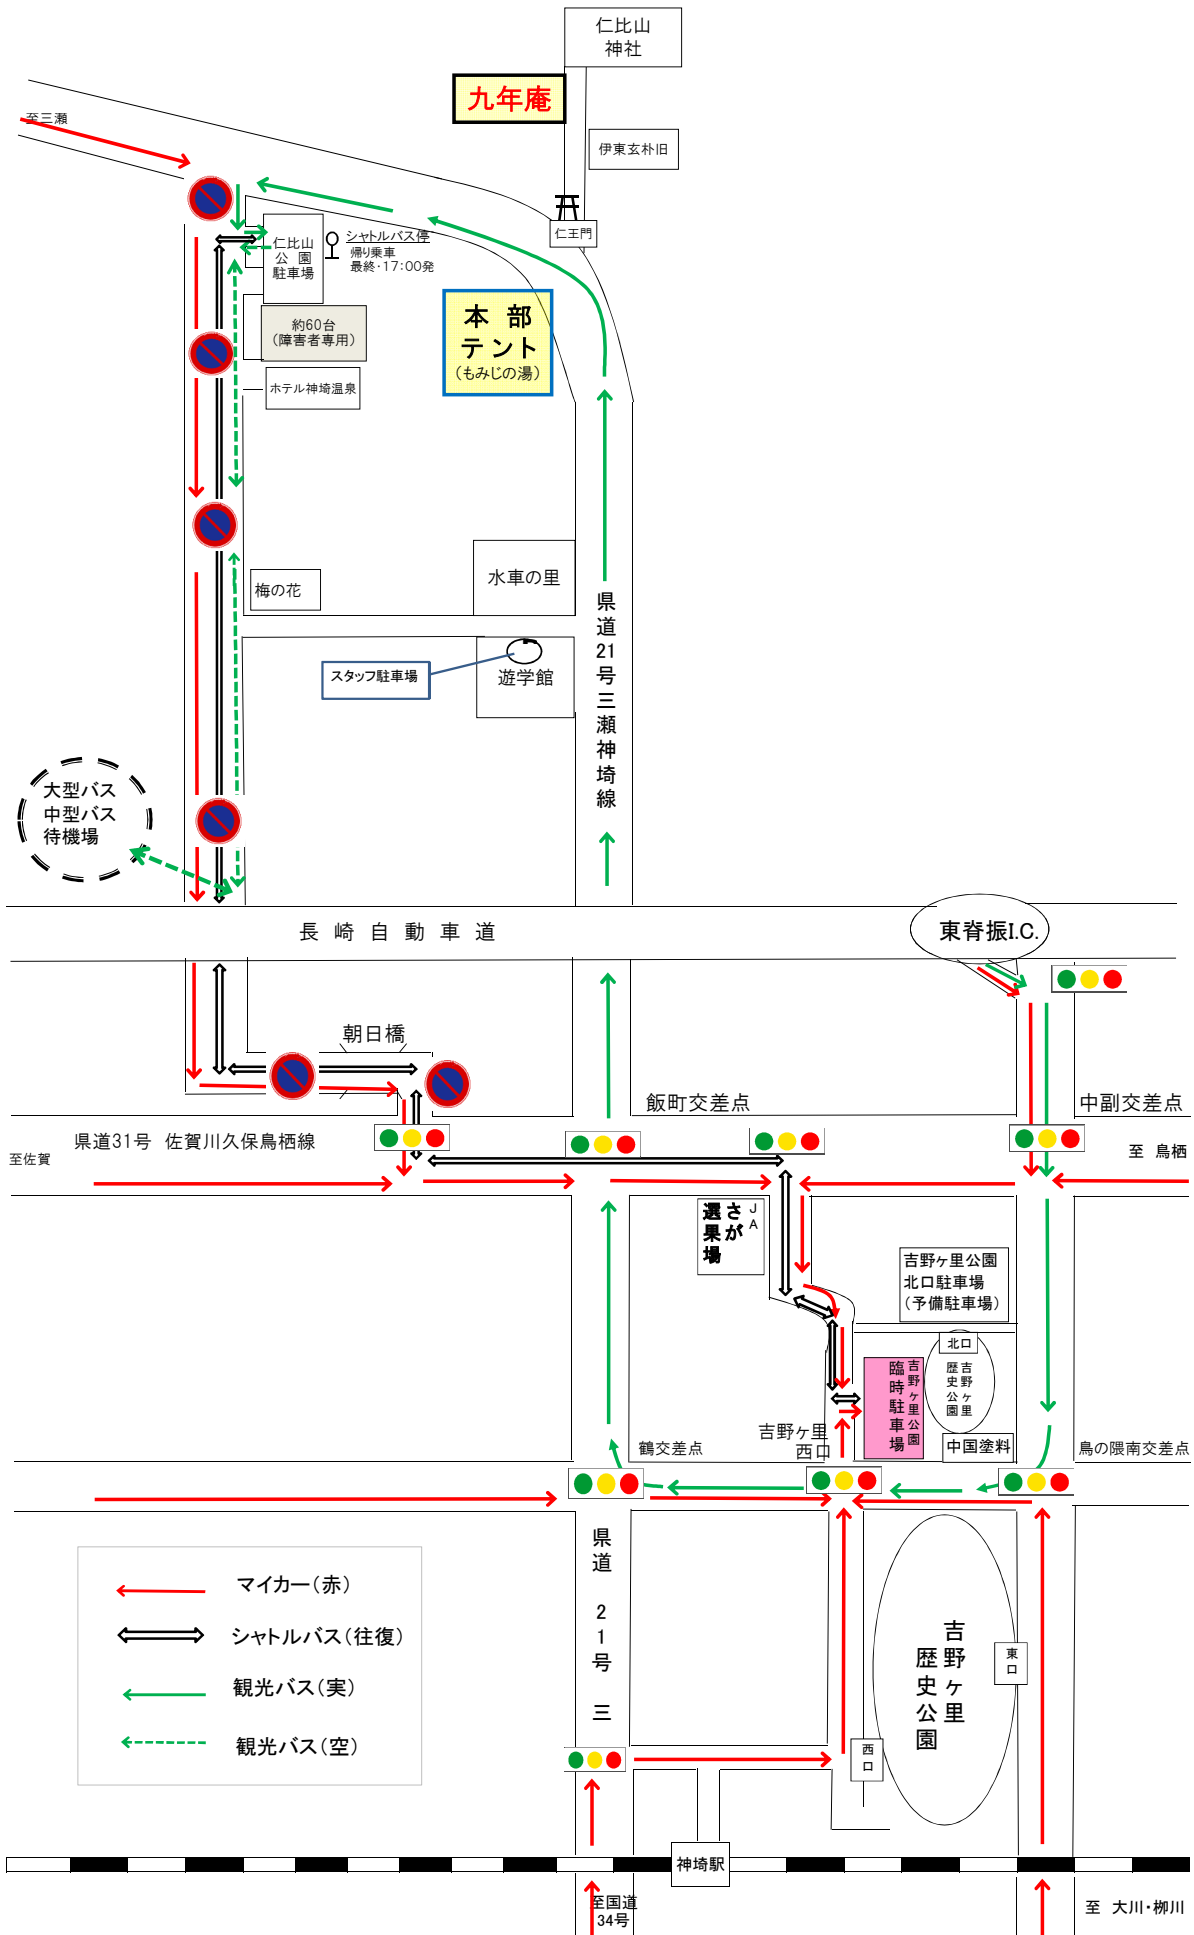 仁比山
神社
九年庵
至三瀬
伊東玄朴旧
仁王門
仁比山
公 園
駐車場
シャトルバス停
帰り乗車
最終・17:00発
約60台
(障害者専用)
ホテル神埼温泉
本 部
テント
(もみじの湯)
梅の花
水車の里
スタッフ駐車場
遊学館
県道21号三瀬神埼線
大型バス
中型バス
待機場
長 崎 自 動 車 道
東脊振I.C.
朝日橋
飯町交差点
中副交差点
県道31号 佐賀川久保鳥栖線
至佐賀
至 鳥栖
JA
さが
選果場
吉野ヶ里公園
北口駐車場
(予備駐車場)
北口
吉野ヶ里
歴史公園
吉野ヶ里公園
臨時駐車場
中国塗料
吉野ヶ里
西口
鶴交差点
鳥の隈南交差点
県道 21号 三
マイカー(赤)
シャトルバス(往復)
観光バス(実)
観光バス(空)
吉野ヶ里
歴史公園
東口
西口
神埼駅
至国道
34号
至 大川・柳川